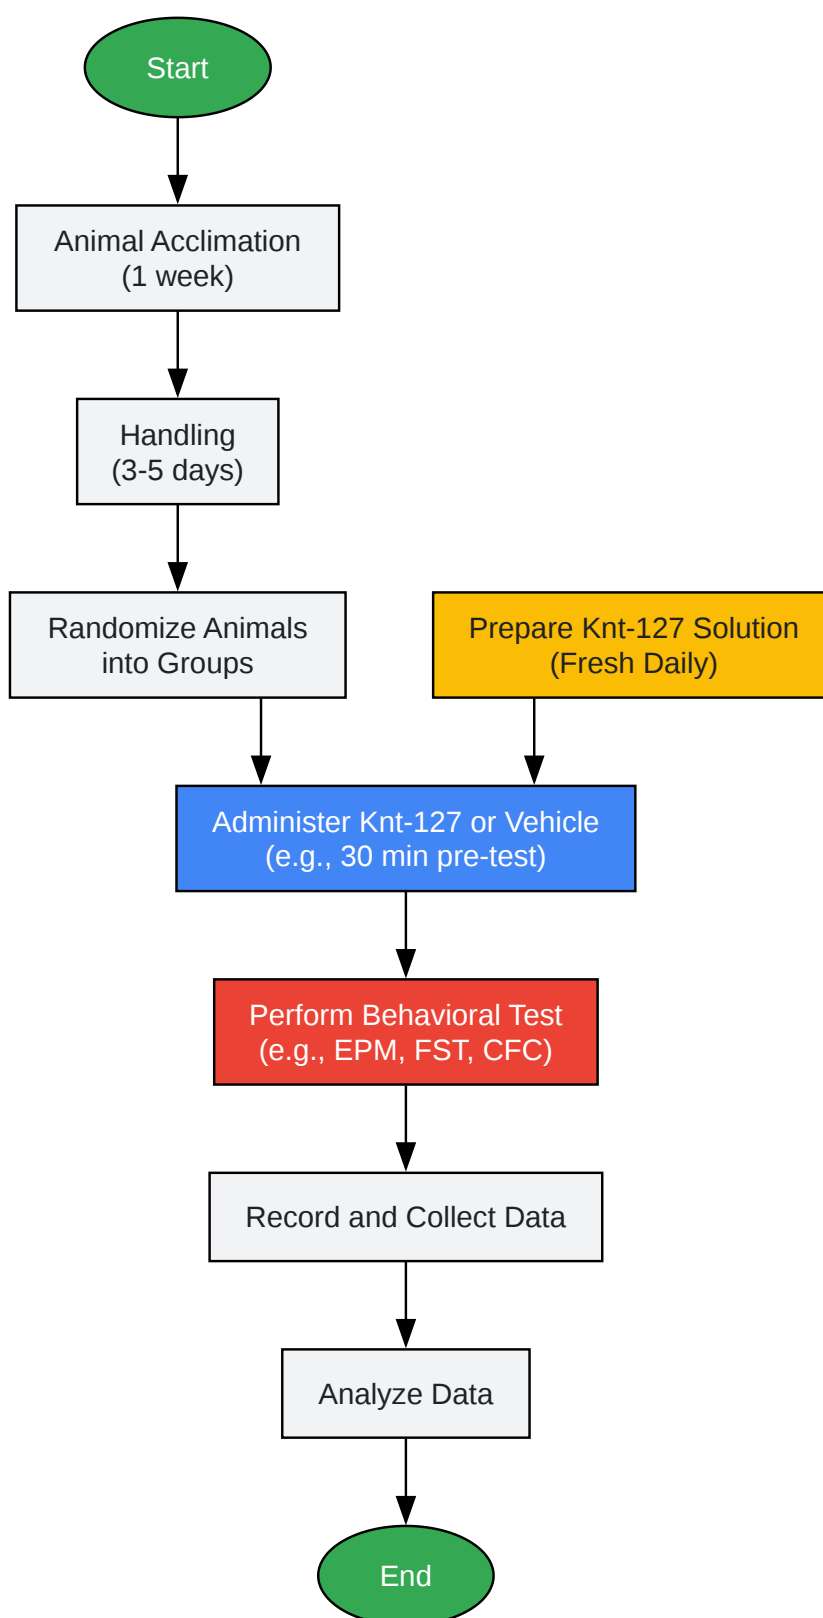 Start
Animal Acclimation
(1 week)
Handling
(3-5 days)
Randomize Animals
into Groups
Prepare Knt-127 Solution
(Fresh Daily)
Administer Knt-127 or Vehicle
(e.g., 30 min pre-test)
Perform Behavioral Test
(e.g., EPM, FST, CFC)
Record and Collect Data
Analyze Data
End